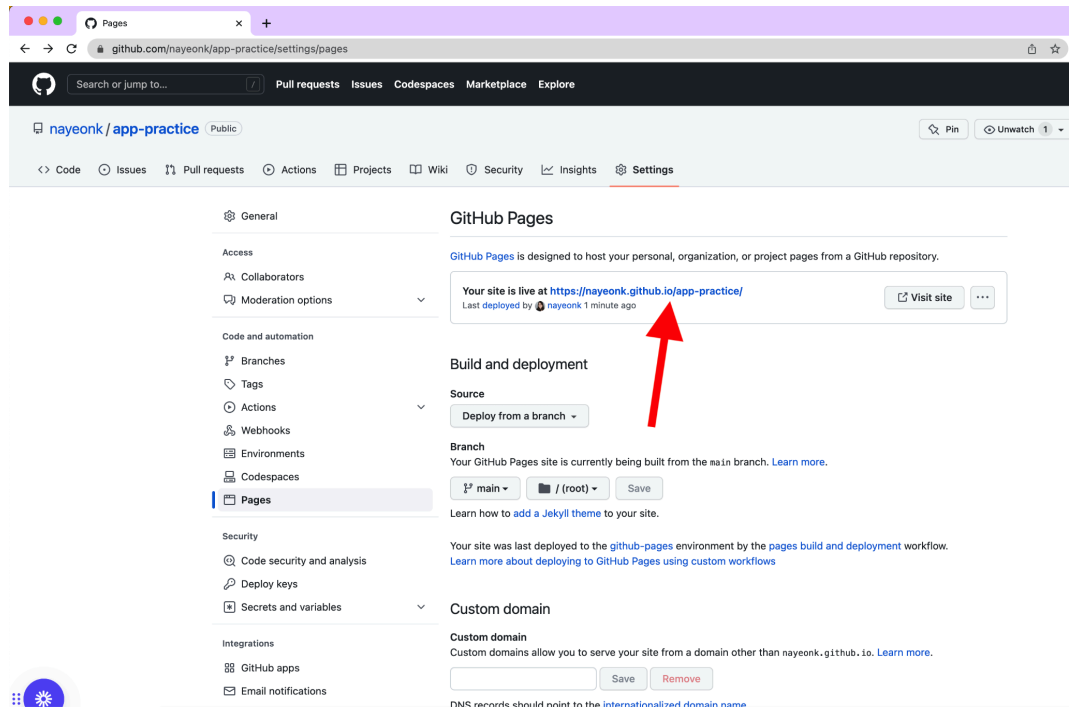 Pages
github.com/nayeonk/app-practice/settings/pages
Search or jump to... /
Pull requests Issues Codespaces Marketplace Explore
nayeonk / app-practice Public
Pin Unwatch 1
Code Issues Pull requests Actions Projects Wiki Security Insights Settings
General
Access
Collaborators
Moderation options
Code and automation
Branches
Tags
Actions
Webhooks
Environments
Codespaces
Pages
Security
Code security and analysis
Deploy keys
Secrets and variables
Integrations
GitHub apps
Email notifications
GitHub Pages
GitHub Pages is designed to host your personal, organization, or project pages from a GitHub repository.
Your site is live at https://nayeonk.github.io/app-practice/
Last deployed by nayeonk 1 minute ago
Visit site ···
Build and deployment
Source
Deploy from a branch
Branch
Your GitHub Pages site is currently being built from the main branch. Learn more.
main / (root) Save
Learn how to add a Jekyll theme to your site.
Your site was last deployed to the github-pages environment by the pages build and deployment workflow.
Learn more about deploying to GitHub Pages using custom workflows
Custom domain
Custom domain
Custom domains allow you to serve your site from a domain other than nayeonk.github.io. Learn more.
Save Remove
DNS records should point to the internationalized domain name